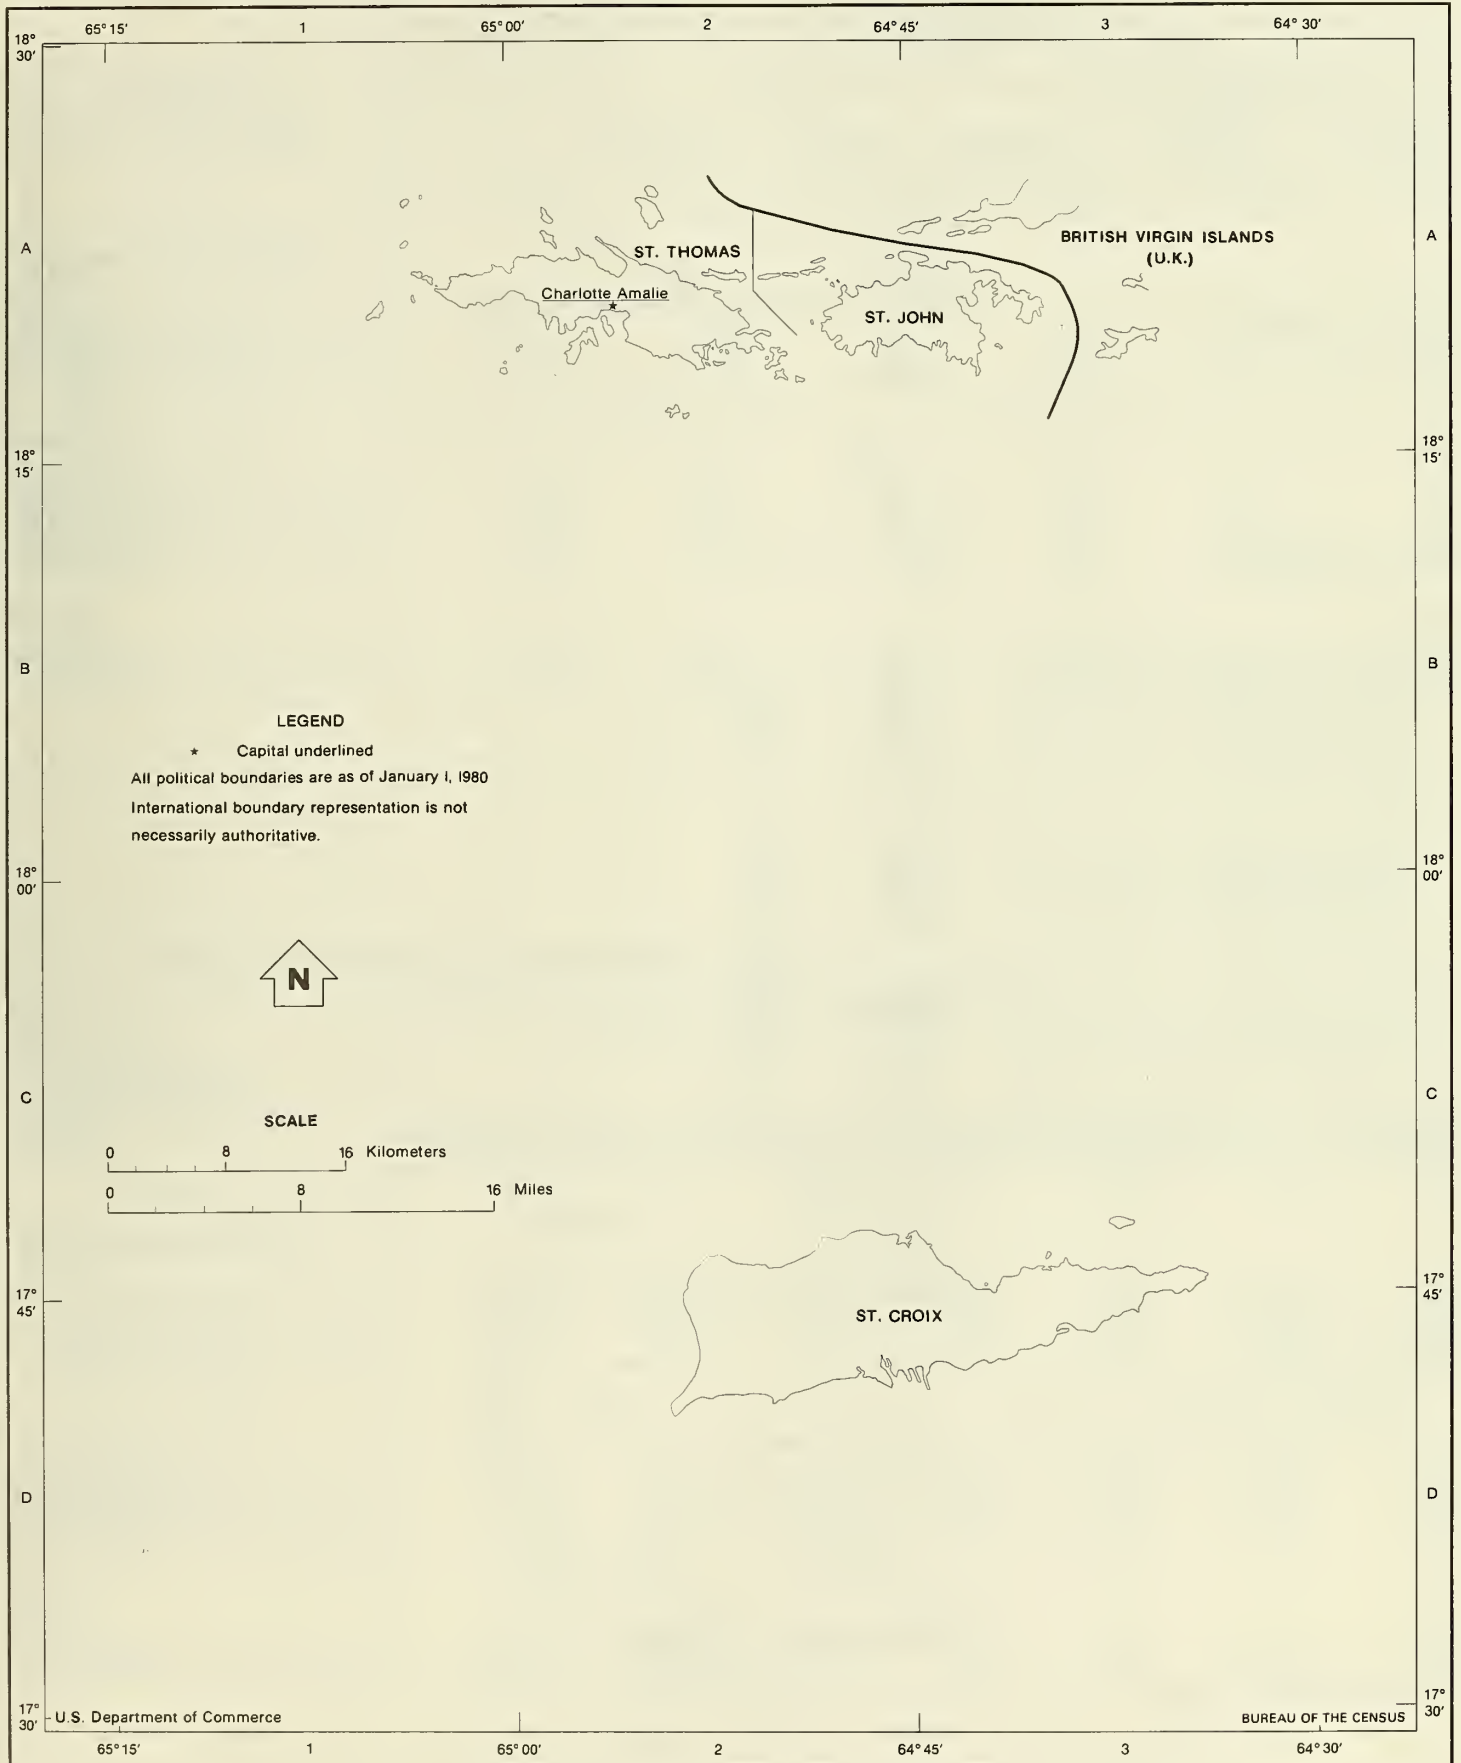 65° 15′ 1 65° 00′ 2 64° 45′ 3 64° 30′
18°
30′
A
BRITISH VIRGIN ISLANDS
(U.K.)
A
ST. THOMAS
Charlotte Amalie
ST. JOHN
18°
15′
18°
15′
B
B
LEGEND
★ Capital underlined
All political boundaries are as of January 1, 1980
International boundary representation is not
necessarily authoritative.
18°
00′
18°
00′
N
C
C
SCALE
0 8 16 Kilometers
0 8 16 Miles
17°
45′
17°
45′
ST. CROIX
D
D
17°
30′
17°
30′
U.S. Department of Commerce
BUREAU OF THE CENSUS
65° 15′ 1 65° 00′ 2 64° 45′ 3 64° 30′